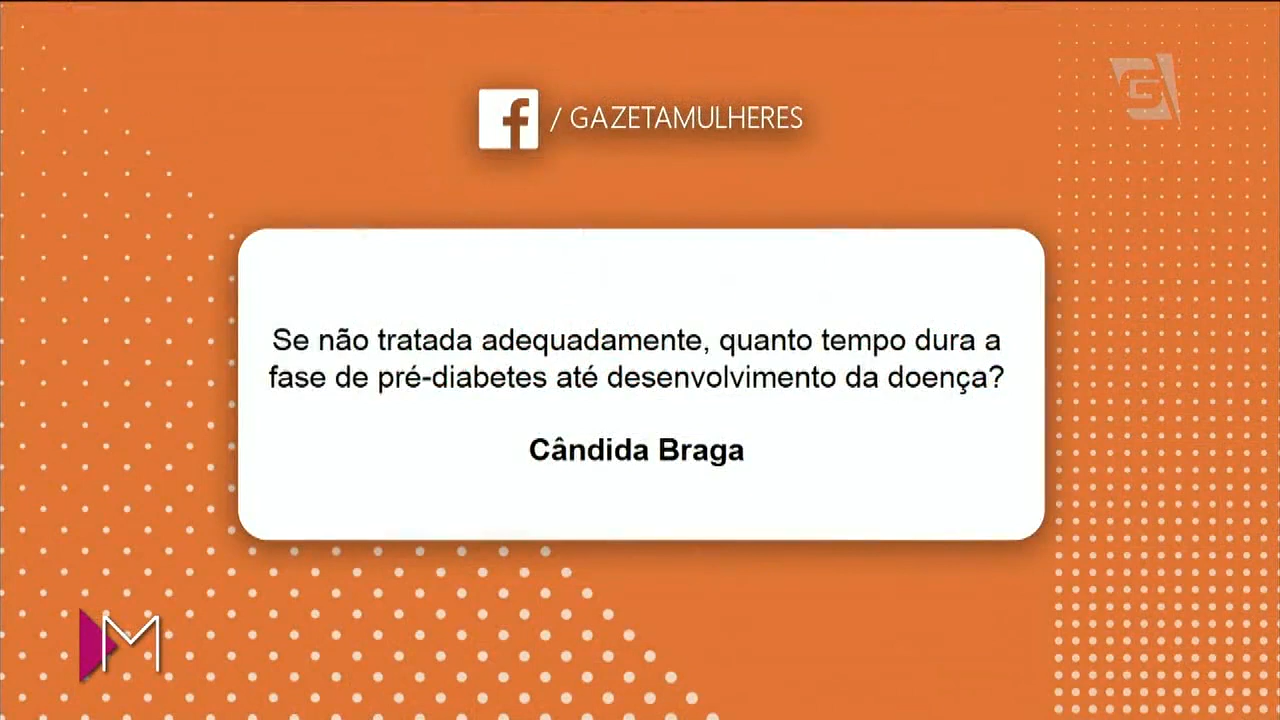 f / GAZETAMULHERES
G
Se não tratada adequadamente, quanto tempo dura a
fase de pré-diabetes até desenvolvimento da doença?
Cândida Braga
M